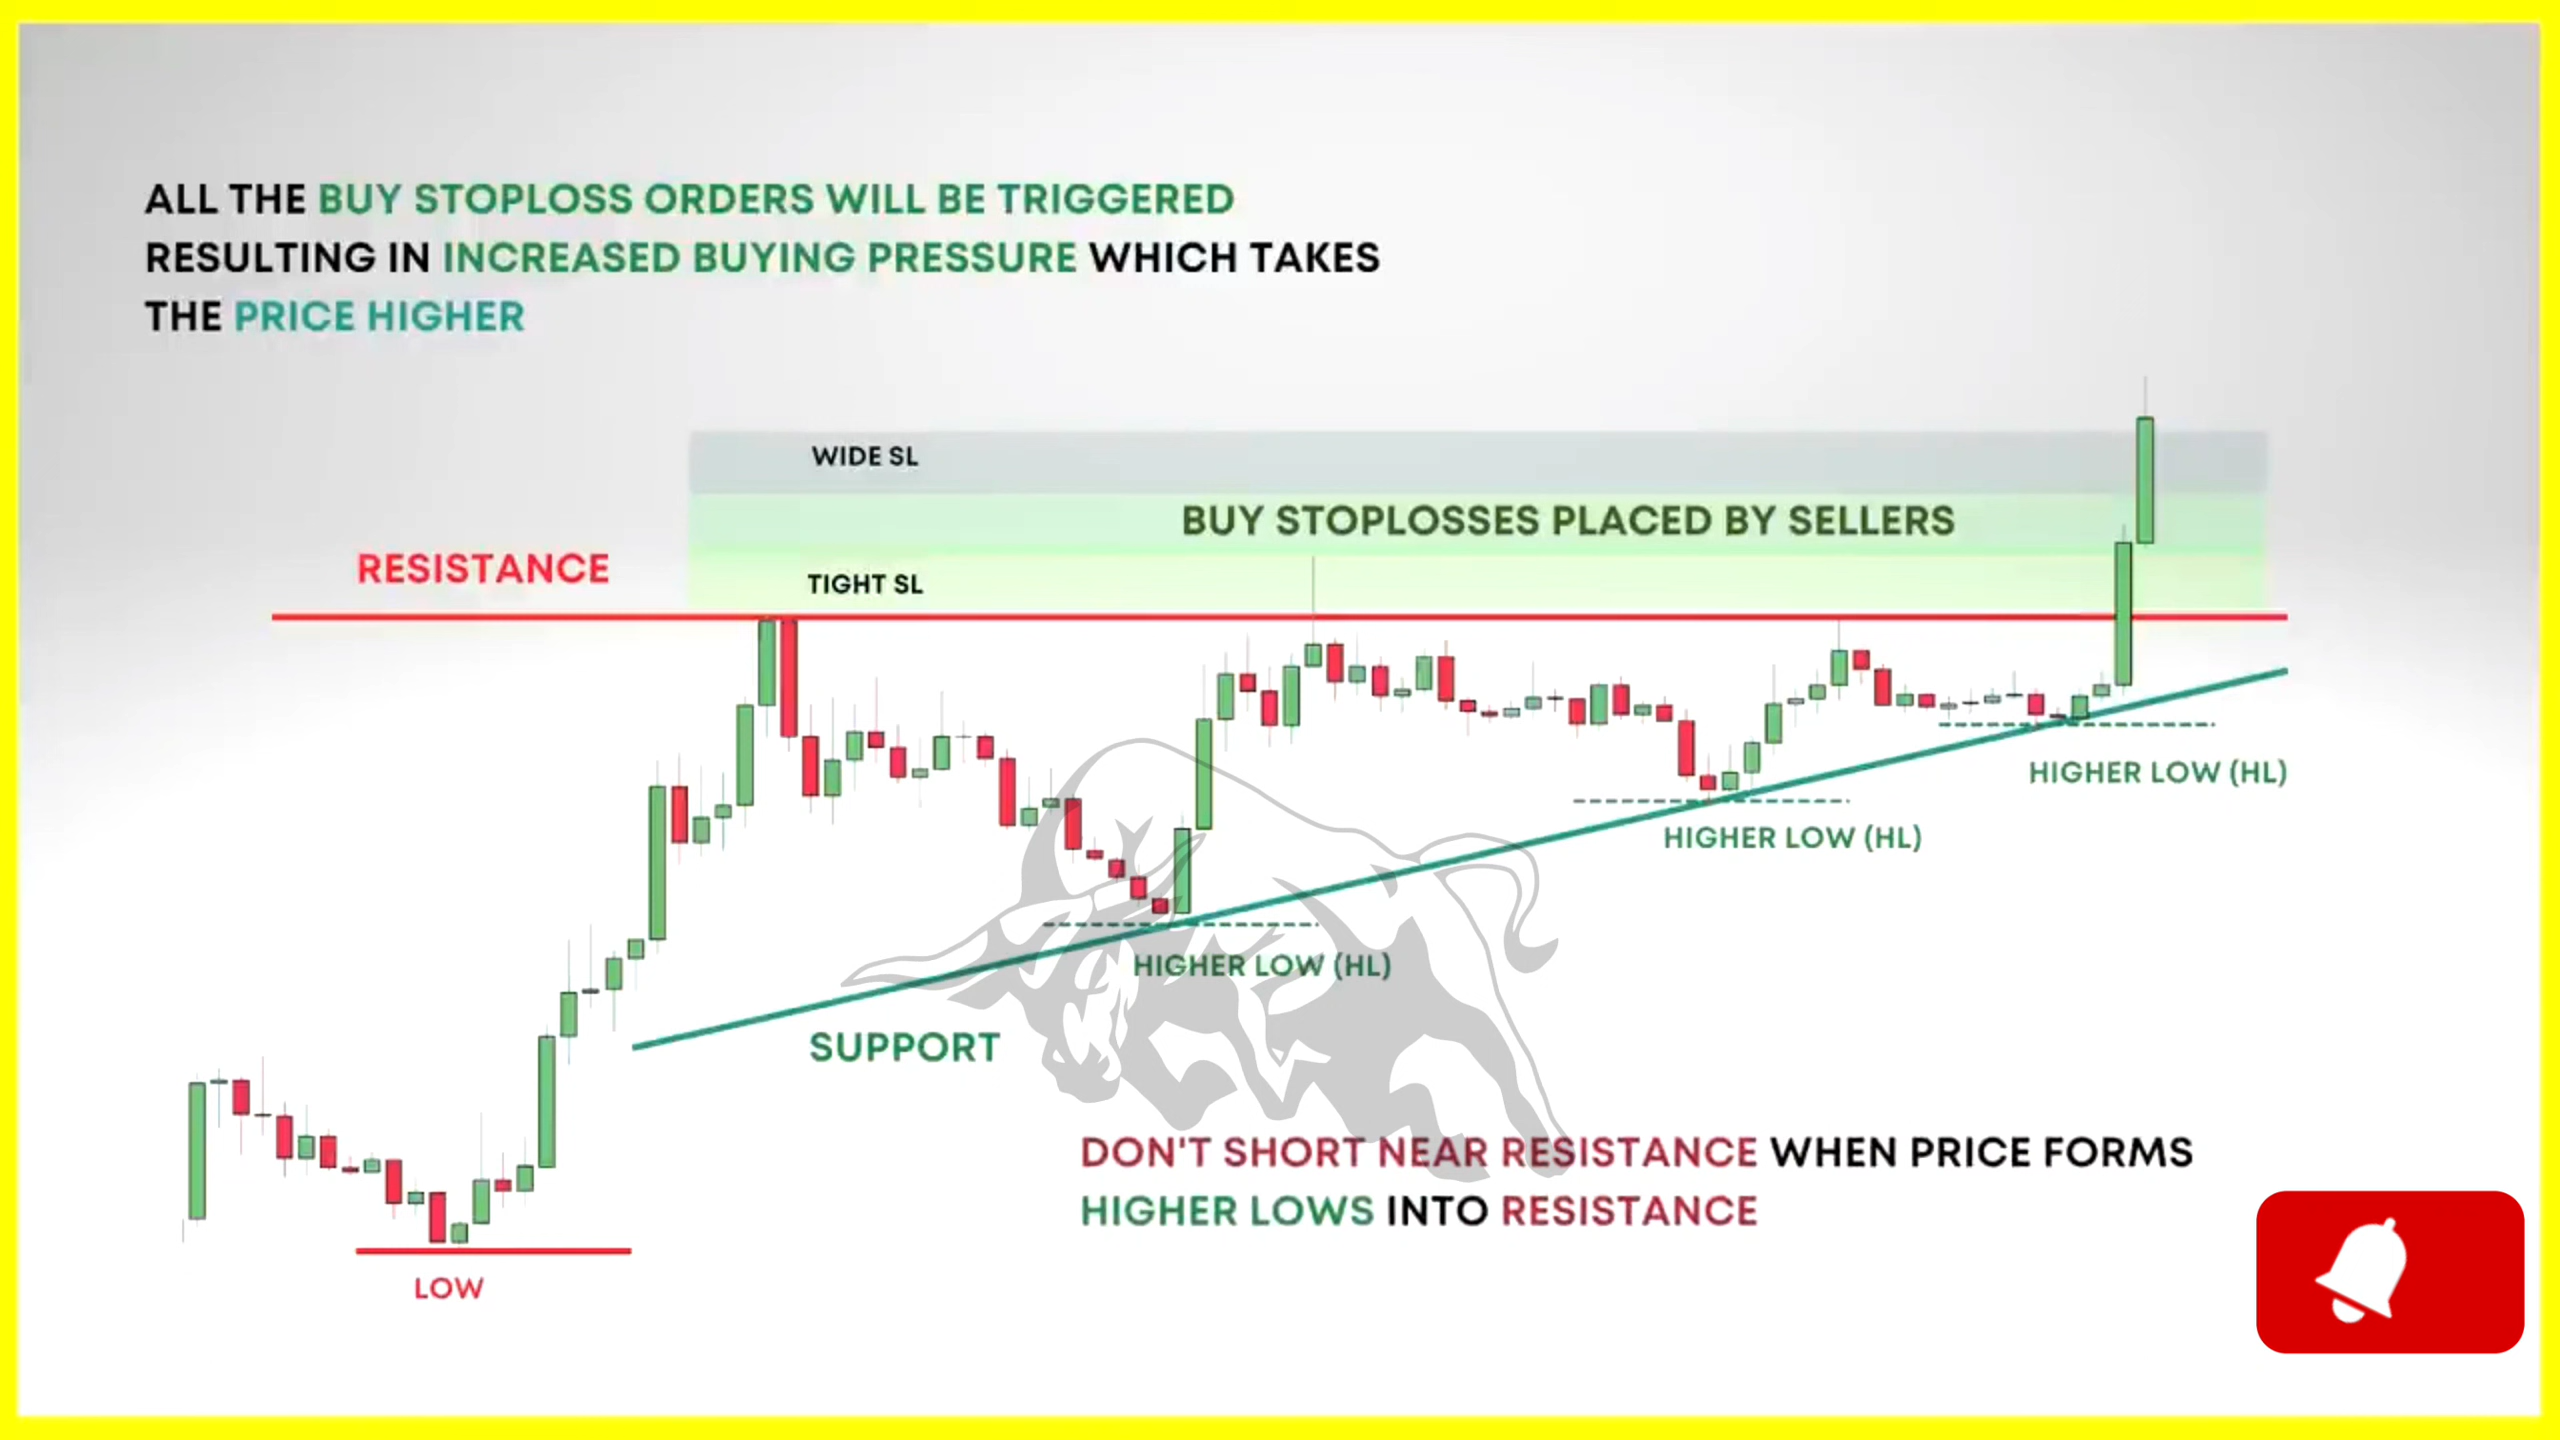 ALL THE BUY STOPLOSS ORDERS WILL BE TRIGGERED
RESULTING IN INCREASED BUYING PRESSURE WHICH TAKES
THE PRICE HIGHER
WIDE SL
BUY STOPLOSSES PLACED BY SELLERS
RESISTANCE
TIGHT SL
HIGHER LOW (HL)
HIGHER LOW (HL)
HIGHER LOW (HL)
SUPPORT
DON'T SHORT NEAR RESISTANCE WHEN PRICE FORMS
HIGHER LOWS INTO RESISTANCE
LOW